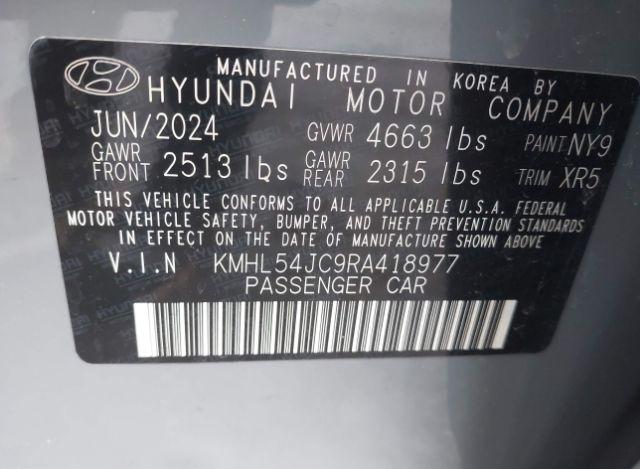 MANUFACTURED IN KOREA BY
HYUNDAI MOTOR COMPANY
JUN/2024 GVWR 4663 lbs PAINT NY9
GAWR FRONT 2513 lbs GAWR REAR 2315 lbs TRIM XR5
THIS VEHICLE CONFORMS TO ALL APPLICABLE U.S.A. FEDERAL
MOTOR VEHICLE SAFETY, BUMPER, AND THEFT PREVENTION STANDARDS
IN EFFECT ON THE DATE OF MANUFACTURE SHOWN ABOVE
V.I.N KMHL54JC9RA418977
PASSENGER CAR